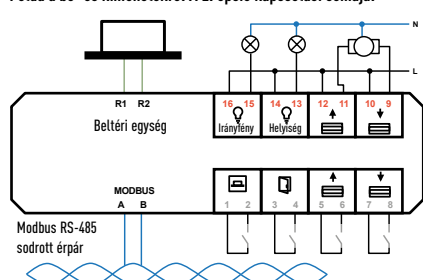 N
L
R1 R2
16 15 14 13 12 11 10 9
Beltéri egység
Irányfény Helyiség
MODBUS
A B
1 2 3 4 5 6 7 8
Modbus RS-485
sodrott érpár